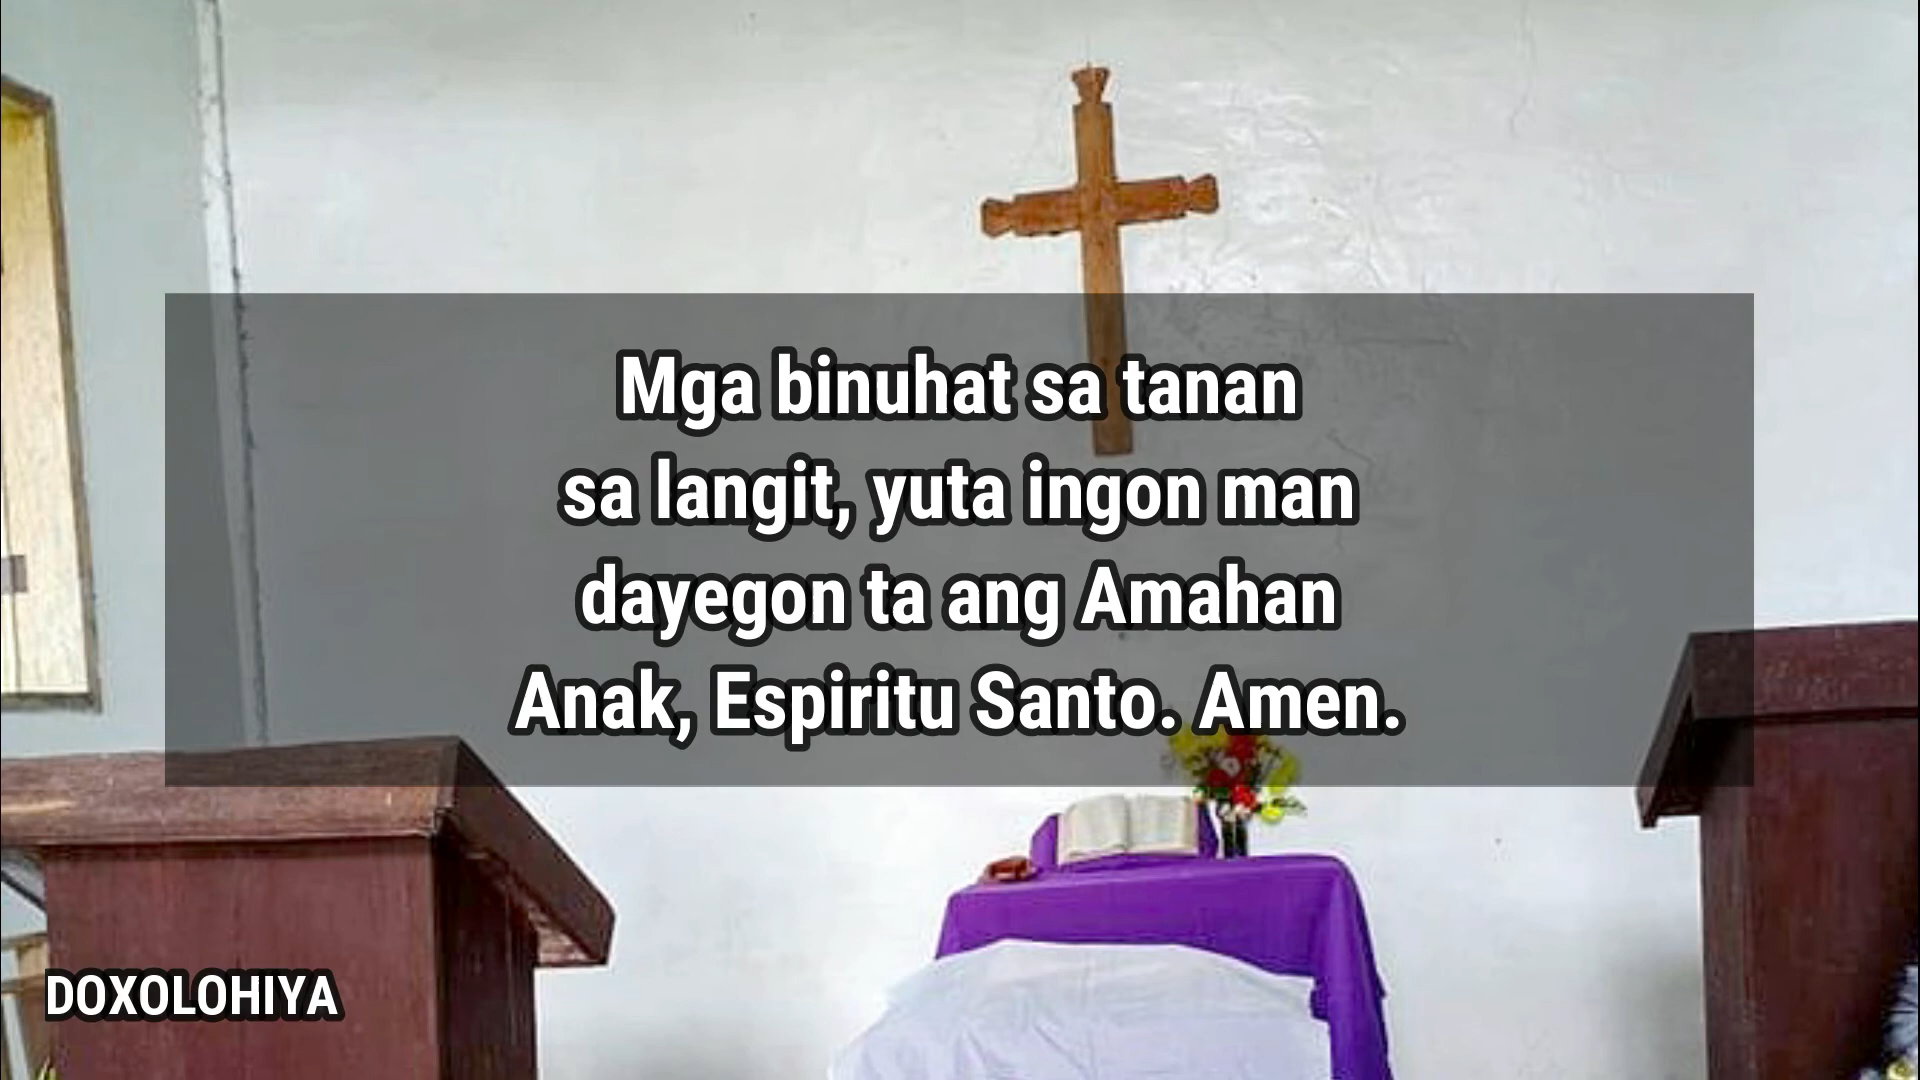 Mga binuhat sa tanan
sa langit, yuta ingon man
dayegon ta ang Amahan
Anak, Espiritu Santo. Amen.
DOXOLOHIYA